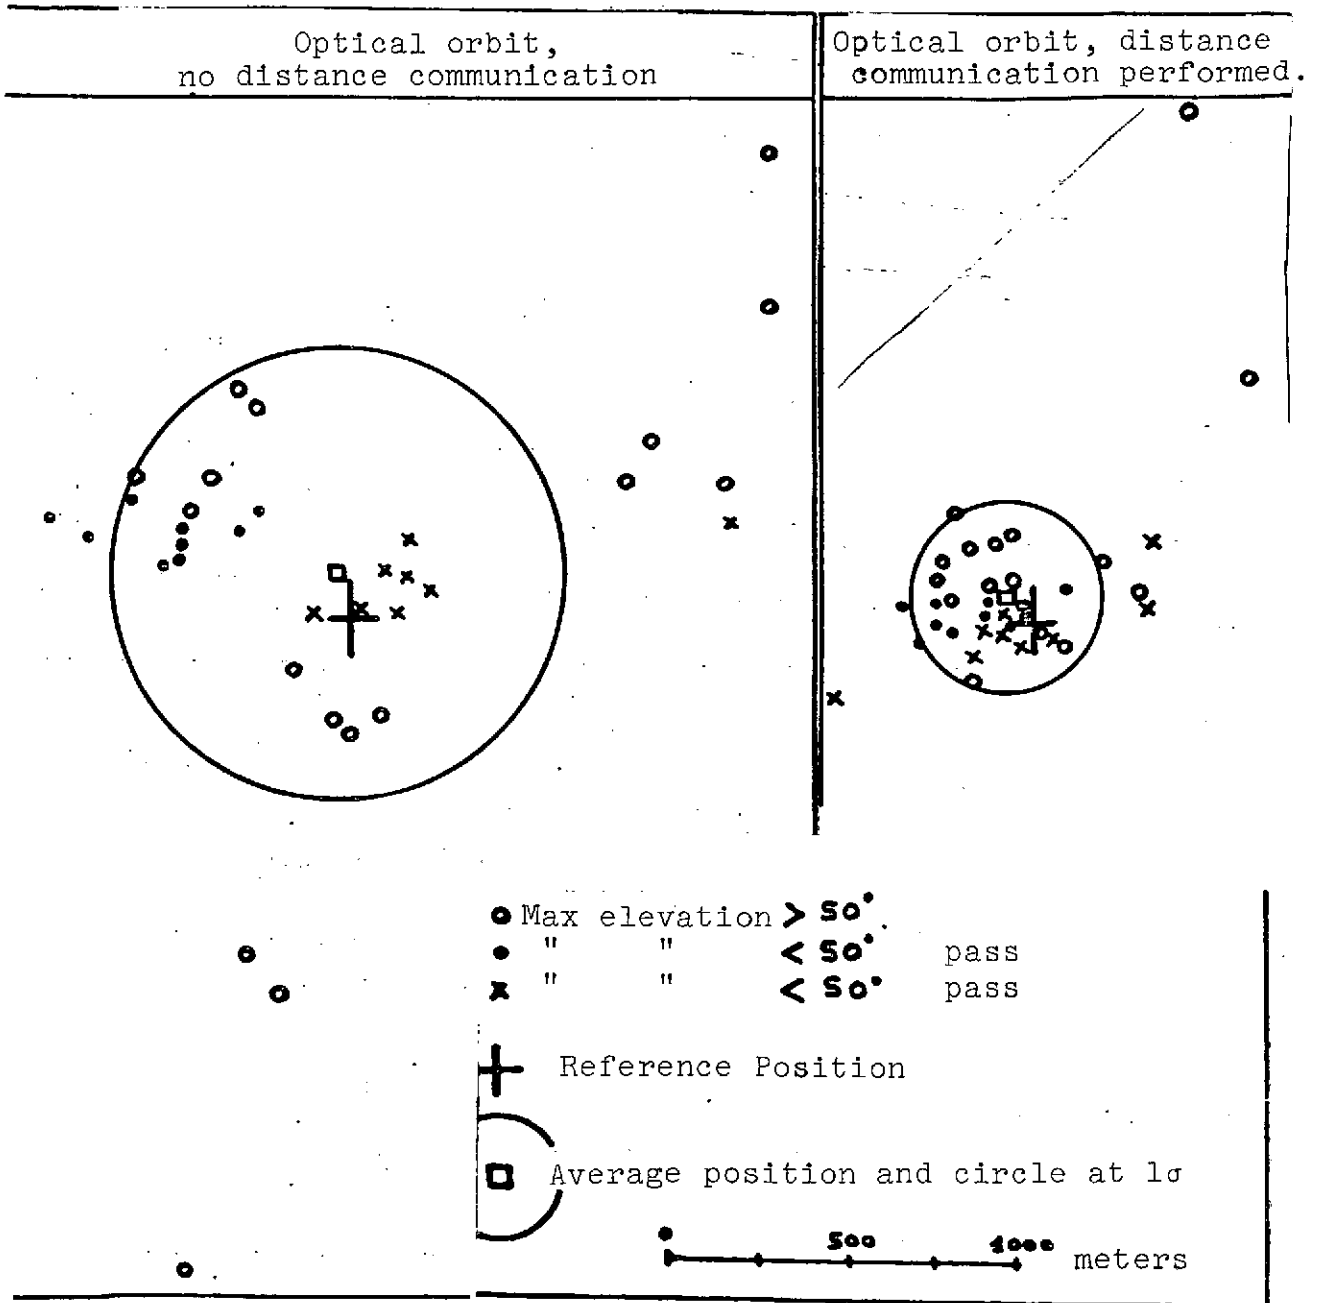 Optical orbit,
no distance communication
Optical orbit, distance
communication performed.
Max elevation > 50°
" " < 50° pass
" " < 50° pass
Reference Position
Average position and circle at 1σ
0 500 1000 meters